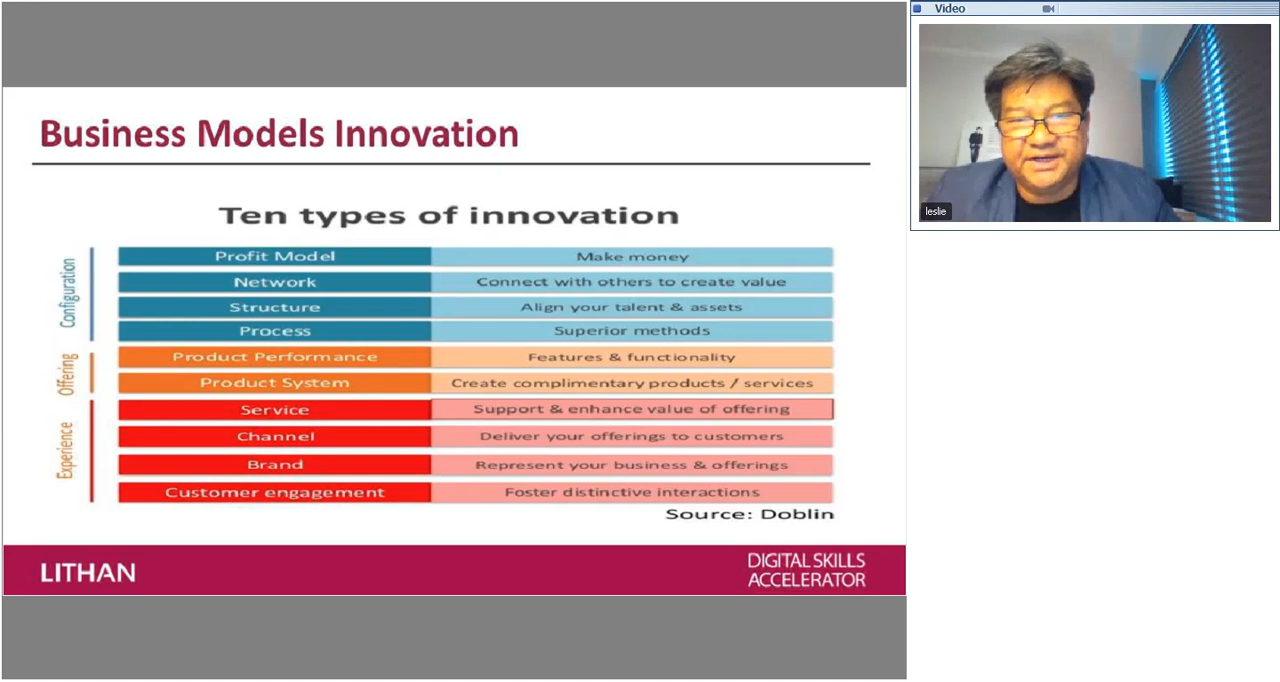 Business Models Innovation
Ten types of innovation
Configuration
Profit Model Make money
Network Connect with others to create value
Structure Align your talent & assets
Process Superior methods
Offering
Product Performance Features & functionality
Product System Create complimentary products / services
Experience
Service Support & enhance value of offering
Channel Deliver your offerings to customers
Brand Represent your business & offerings
Customer engagement Foster distinctive interactions
Source: Doblin
LITHAN
DIGITAL SKILLS
ACCELERATOR
Video
leslie